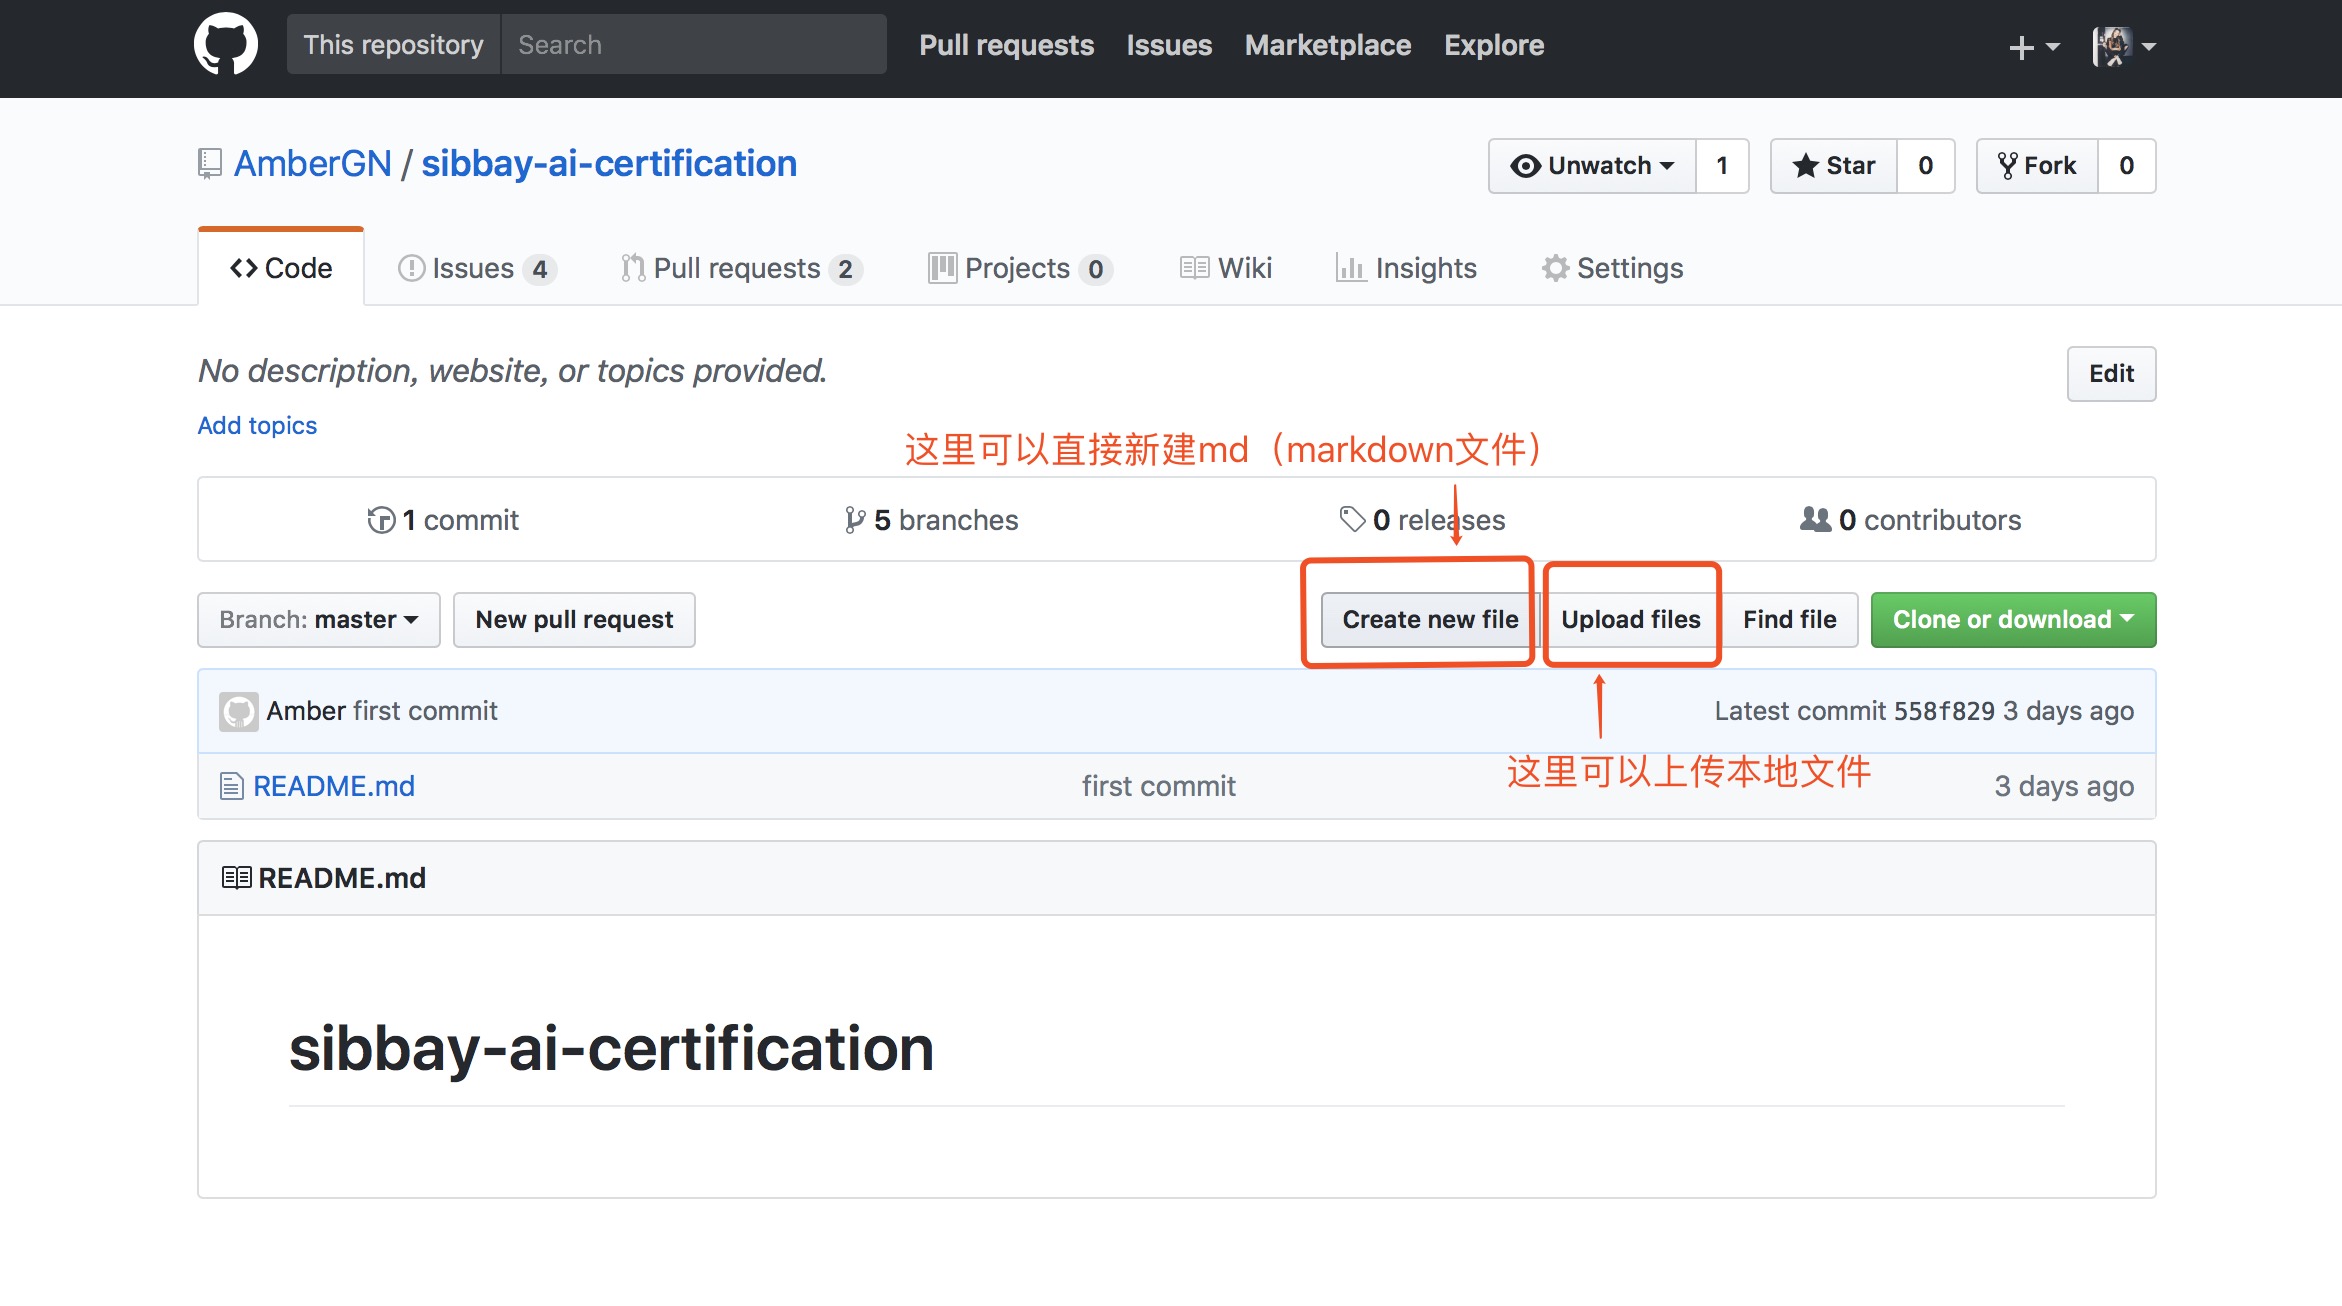 This repository Search Pull requests Issues Marketplace Explore
AmberGN / sibbay-ai-certification Unwatch 1 Star 0 Fork 0
Code Issues 4 Pull requests 2 Projects 0 Wiki Insights Settings
No description, website, or topics provided. Edit
Add topics
这里可以直接新建md（markdown文件）
1 commit 5 branches 0 releases 0 contributors
Branch: master New pull request Create new file Upload files Find file Clone or download
Amber first commit Latest commit 558f829 3 days ago
这里可以上传本地文件
README.md first commit 3 days ago
README.md
sibbay-ai-certification